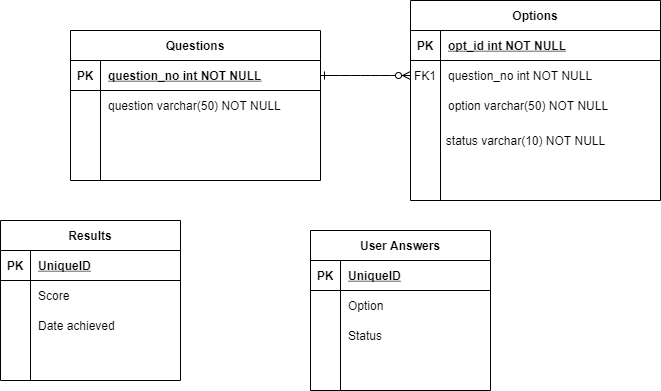 Options
PK opt_id int NOT NULL
FK1 question_no int NOT NULL
option varchar(50) NOT NULL
status varchar(10) NOT NULL
Questions
PK question_no int NOT NULL
question varchar(50) NOT NULL
Results
PK UniqueID
Score
Date achieved
User Answers
PK UniqueID
Option
Status